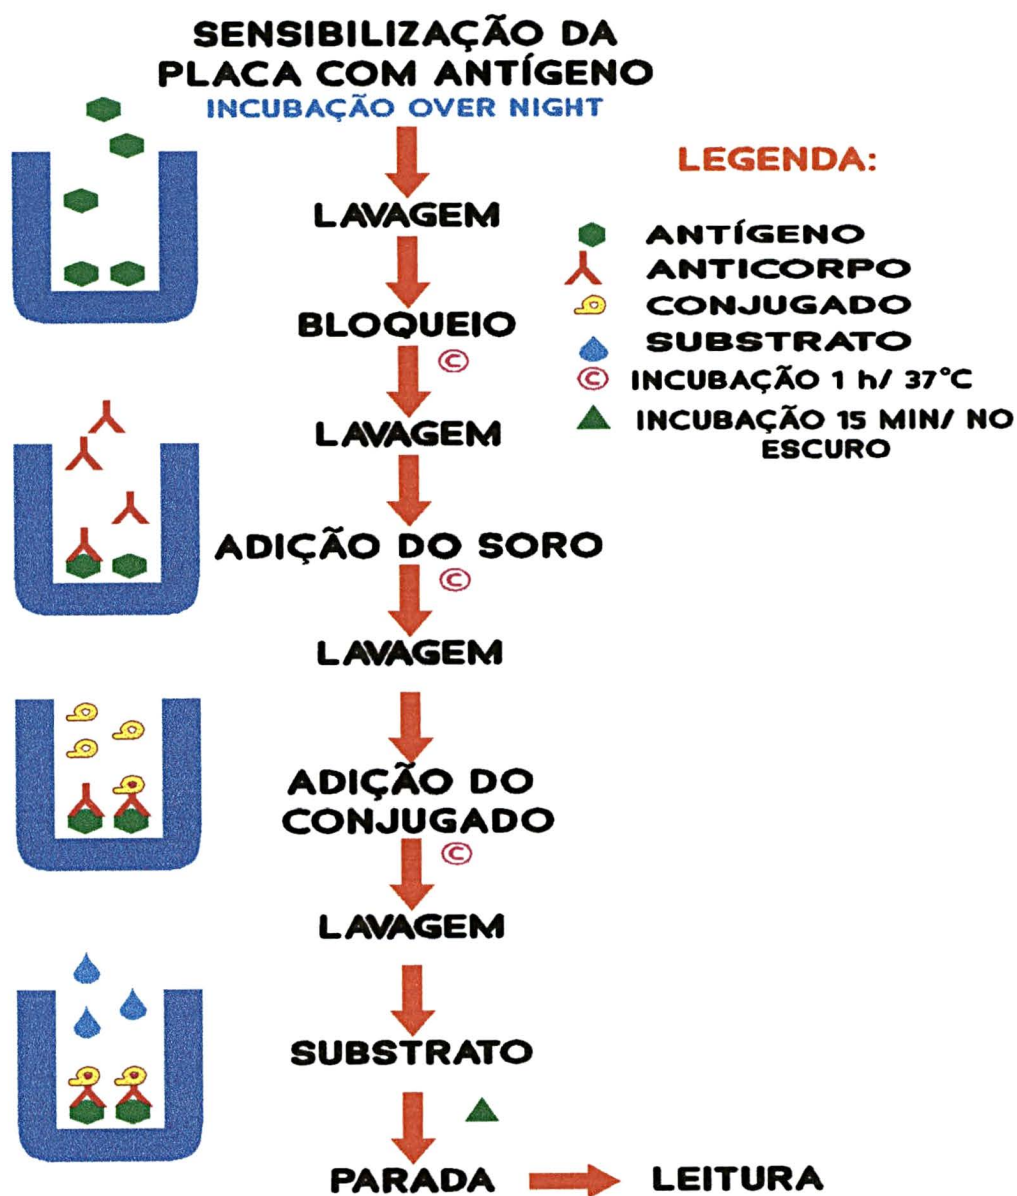 SENSIBILIZAÇÃO DA
PLACA COM ANTÍGENO
INCUBAÇÃO OVER NIGHT
LAVAGEM
BLOQUEIO
©
LAVAGEM
ADIÇÃO DO SORO
©
LAVAGEM
ADIÇÃO DO
CONJUGADO
©
LAVAGEM
SUBSTRATO
PARADA
LEITURA
LEGENDA:
ANTÍGENO
ANTICORPO
CONJUGADO
SUBSTRATO
© INCUBAÇÃO 1 h/ 37°C
INCUBAÇÃO 15 MIN/ NO
ESCURO